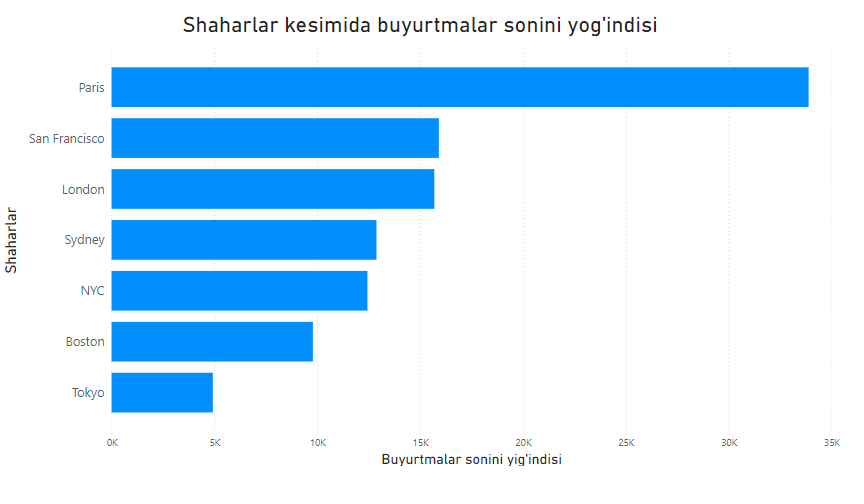 Shaharlar kesimida buyurtmalar sonini yog'indisi
Shaharlar
Paris
San Francisco
London
Sydney
NYC
Boston
Tokyo
0K 5K 10K 15K 20K 25K 30K 35K
Buyurtmalar sonini yig'indisi